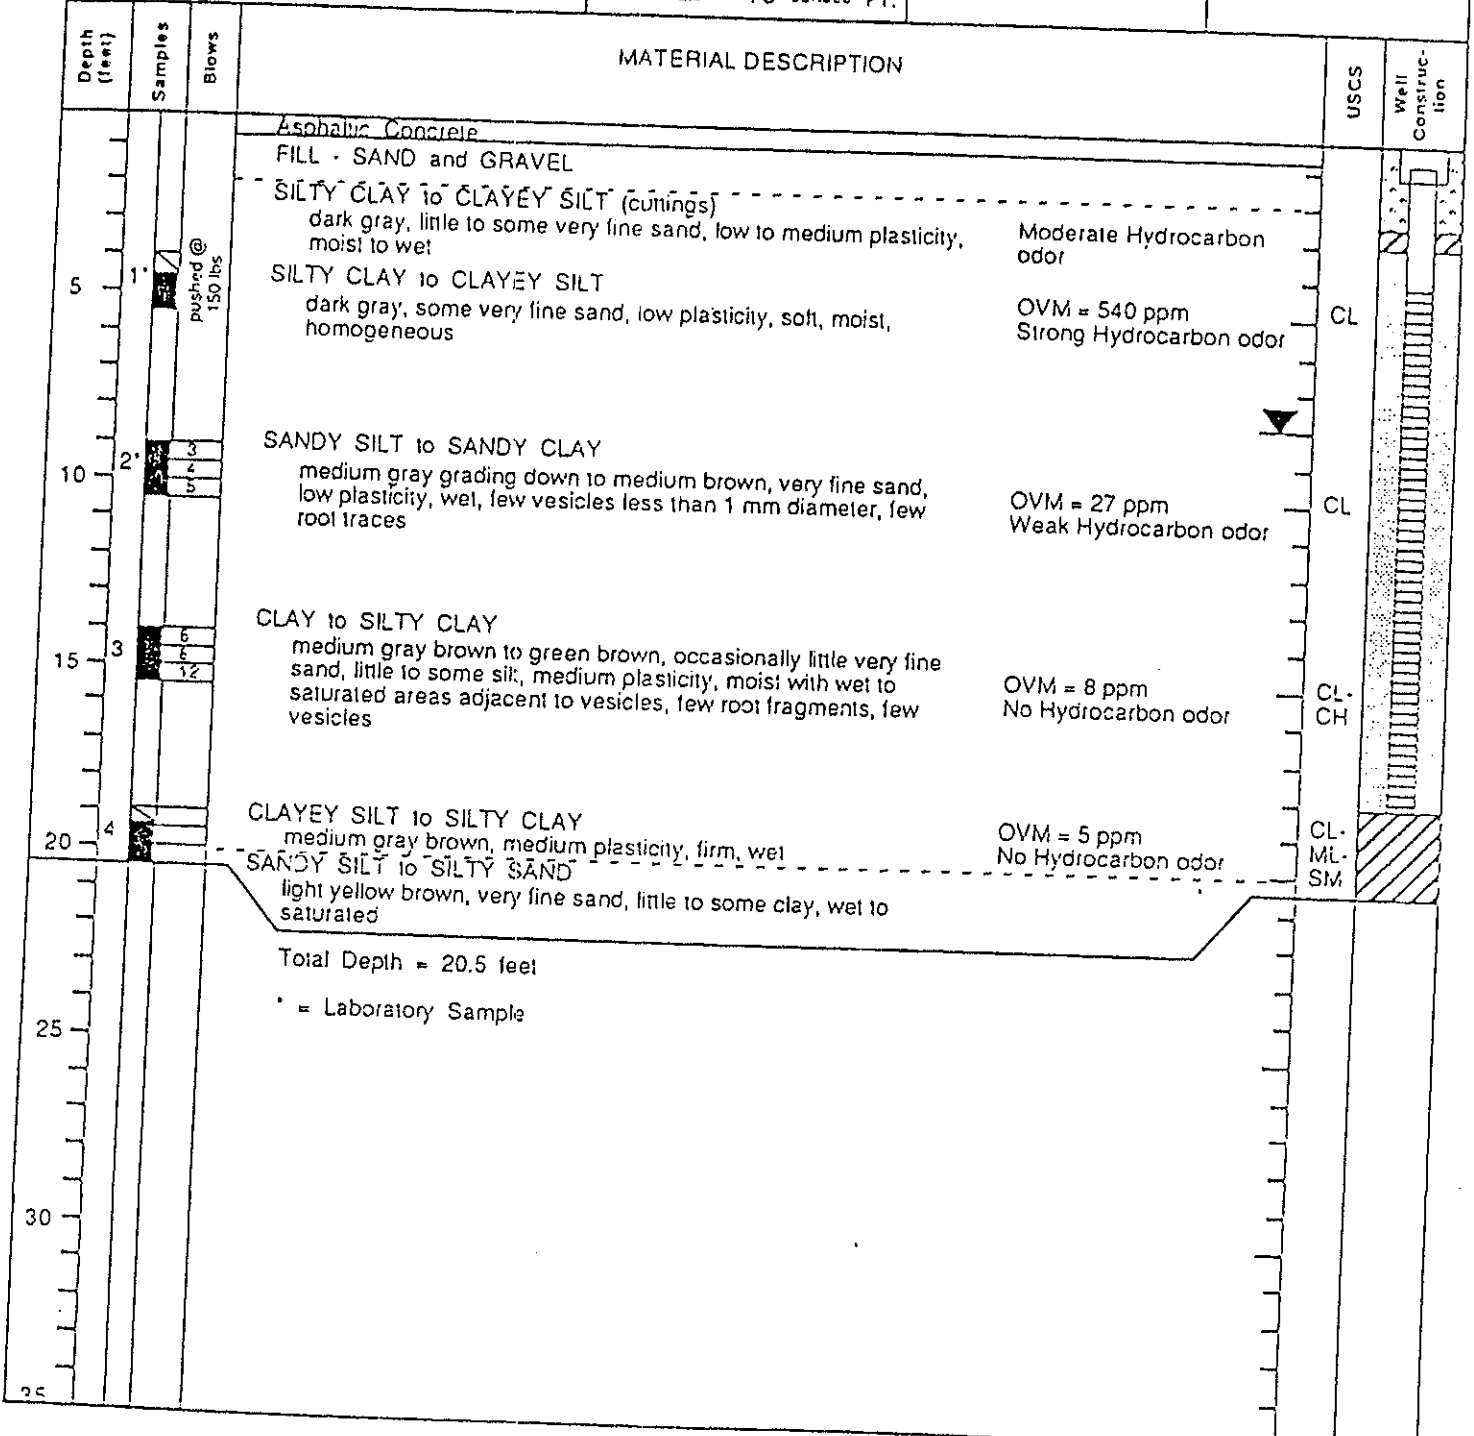 FT.
Depth (feet)
Samples
Blows
MATERIAL DESCRIPTION
USCS
Well Construc-tion
Asphaltic Concrete
FILL - SAND and GRAVEL
SILTY CLAY to CLAYEY SILT (cuttings)
dark gray, little to some very fine sand, low to medium plasticity,
moist to wet
Moderate Hydrocarbon
odor
pushed @
150 lbs
5
1*
SILTY CLAY to CLAYEY SILT
dark gray, some very fine sand, low plasticity, soft, moist,
homogeneous
OVM = 540 ppm
Strong Hydrocarbon odor
CL
10
2*
3
5
SANDY SILT to SANDY CLAY
medium gray grading down to medium brown, very fine sand,
low plasticity, wet, few vesicles less than 1 mm diameter, few
root traces
OVM = 27 ppm
Weak Hydrocarbon odor
CL
15
3
6
12
CLAY to SILTY CLAY
medium gray brown to green brown, occasionally little very fine
sand, little to some silt, medium plasticity, moist with wet to
saturated areas adjacent to vesicles, few root fragments, few
vesicles
OVM = 8 ppm
No Hydrocarbon odor
CL-
CH
20
4
CLAYEY SILT to SILTY CLAY
medium gray brown, medium plasticity, firm, wet
OVM = 5 ppm
No Hydrocarbon odor
CL-
ML-
SM
SANDY SILT to SILTY SAND
light yellow brown, very fine sand, little to some clay, wet to
saturated
Total Depth = 20.5 feet
* = Laboratory Sample
25
30
35